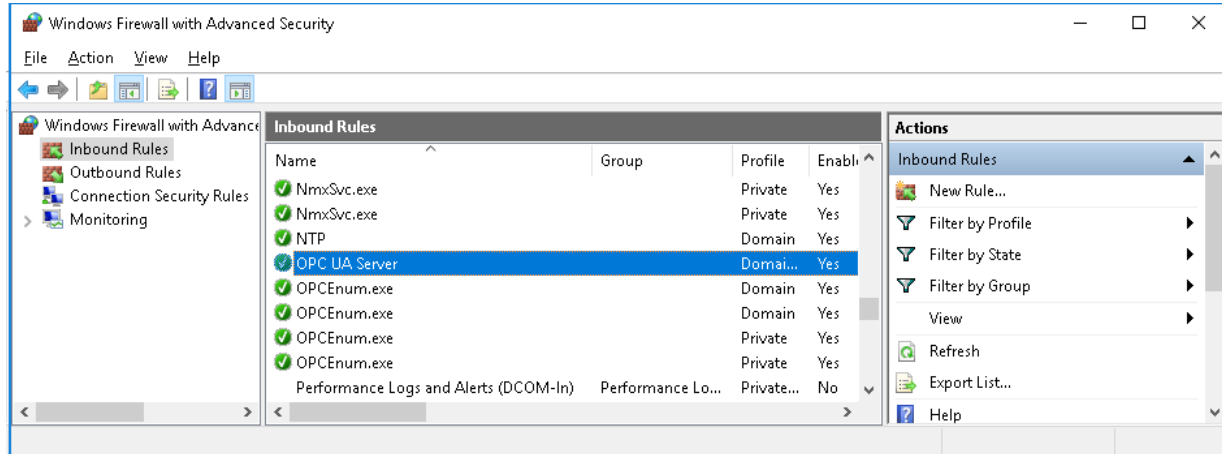 Windows Firewall with Advanced Security
File Action View Help
Windows Firewall with Advance
Inbound Rules
Outbound Rules
Connection Security Rules
Monitoring
Inbound Rules
Name Group Profile Enabl
NmxSvc.exe Private Yes
NmxSvc.exe Private Yes
NTP Domain Yes
OPC UA Server Domai... Yes
OPCEnum.exe Domain Yes
OPCEnum.exe Domain Yes
OPCEnum.exe Private Yes
OPCEnum.exe Private Yes
Performance Logs and Alerts (DCOM-In) Performance Lo... Private... No
Actions
Inbound Rules
New Rule...
Filter by Profile
Filter by State
Filter by Group
View
Refresh
Export List...
Help